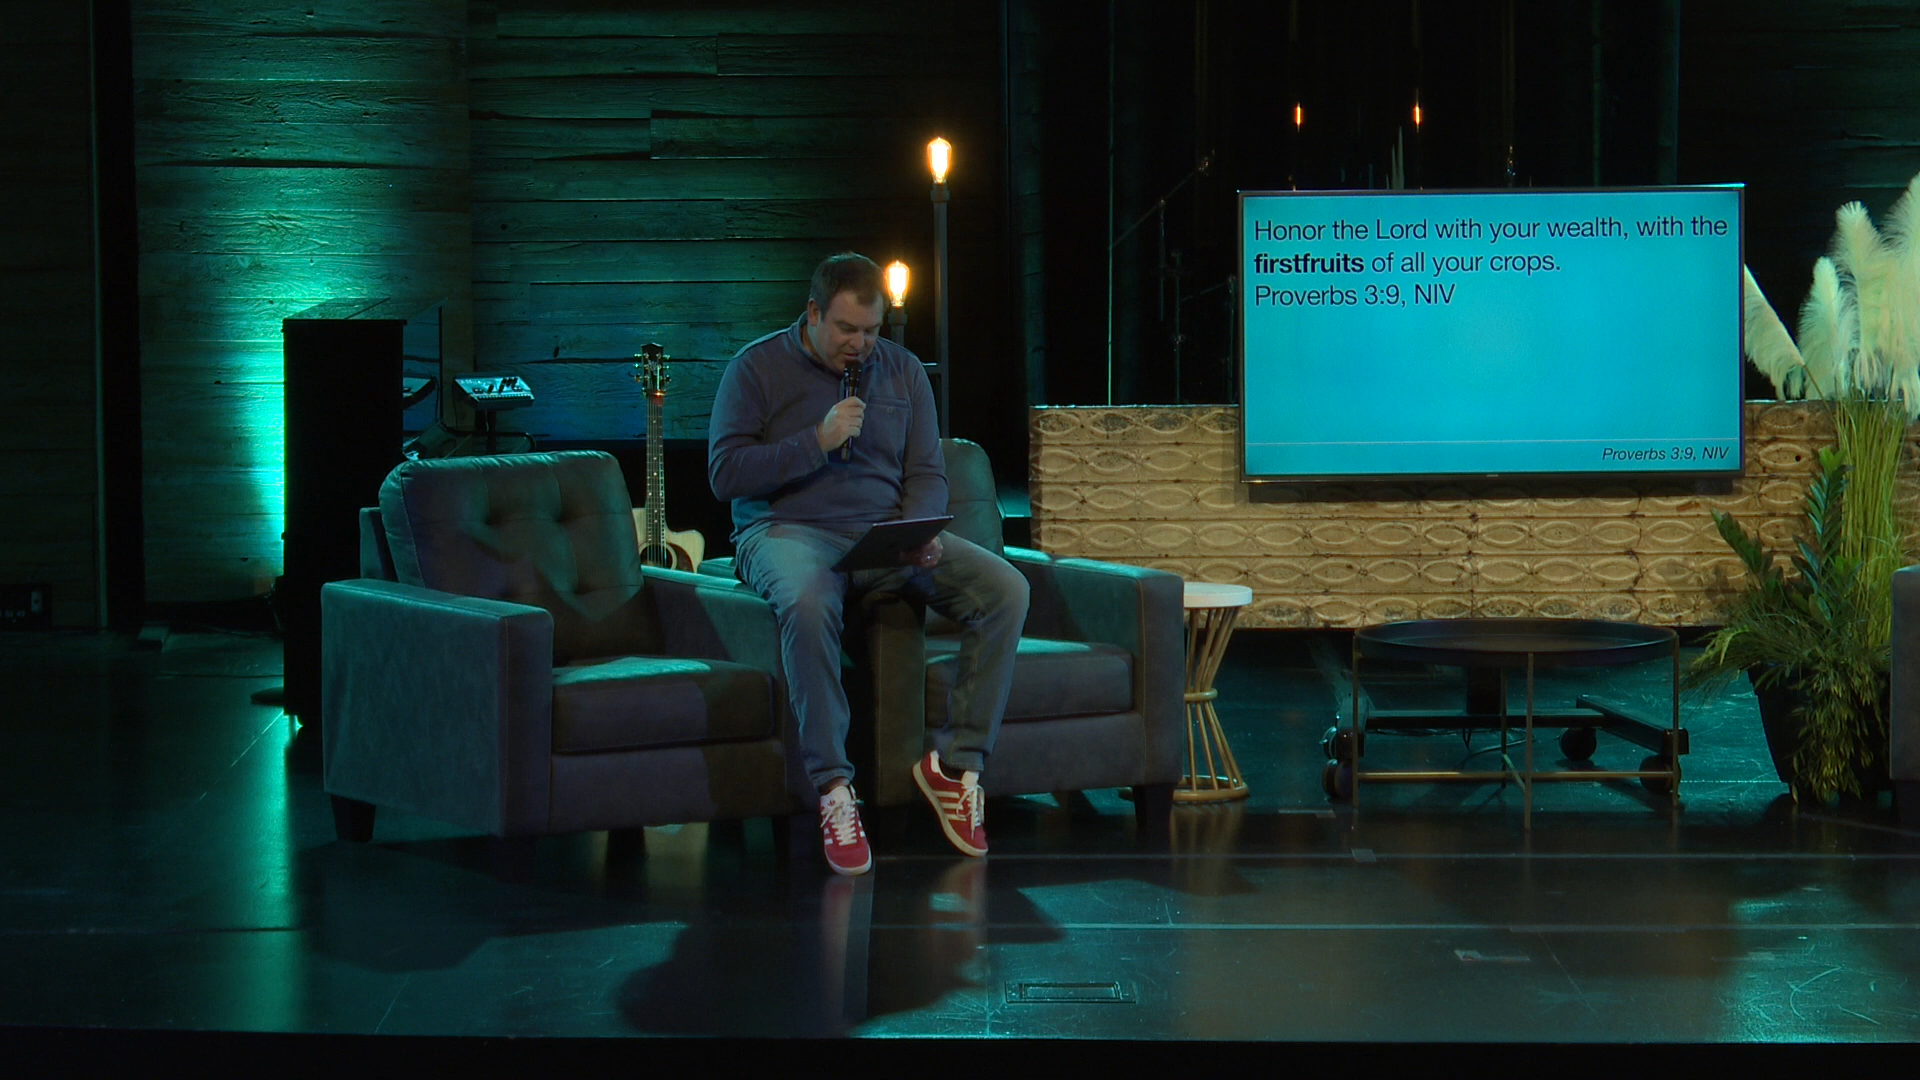 Honor the Lord with your wealth, with the
firstfruits of all your crops.
Proverbs 3:9, NIV
Proverbs 3:9, NIV